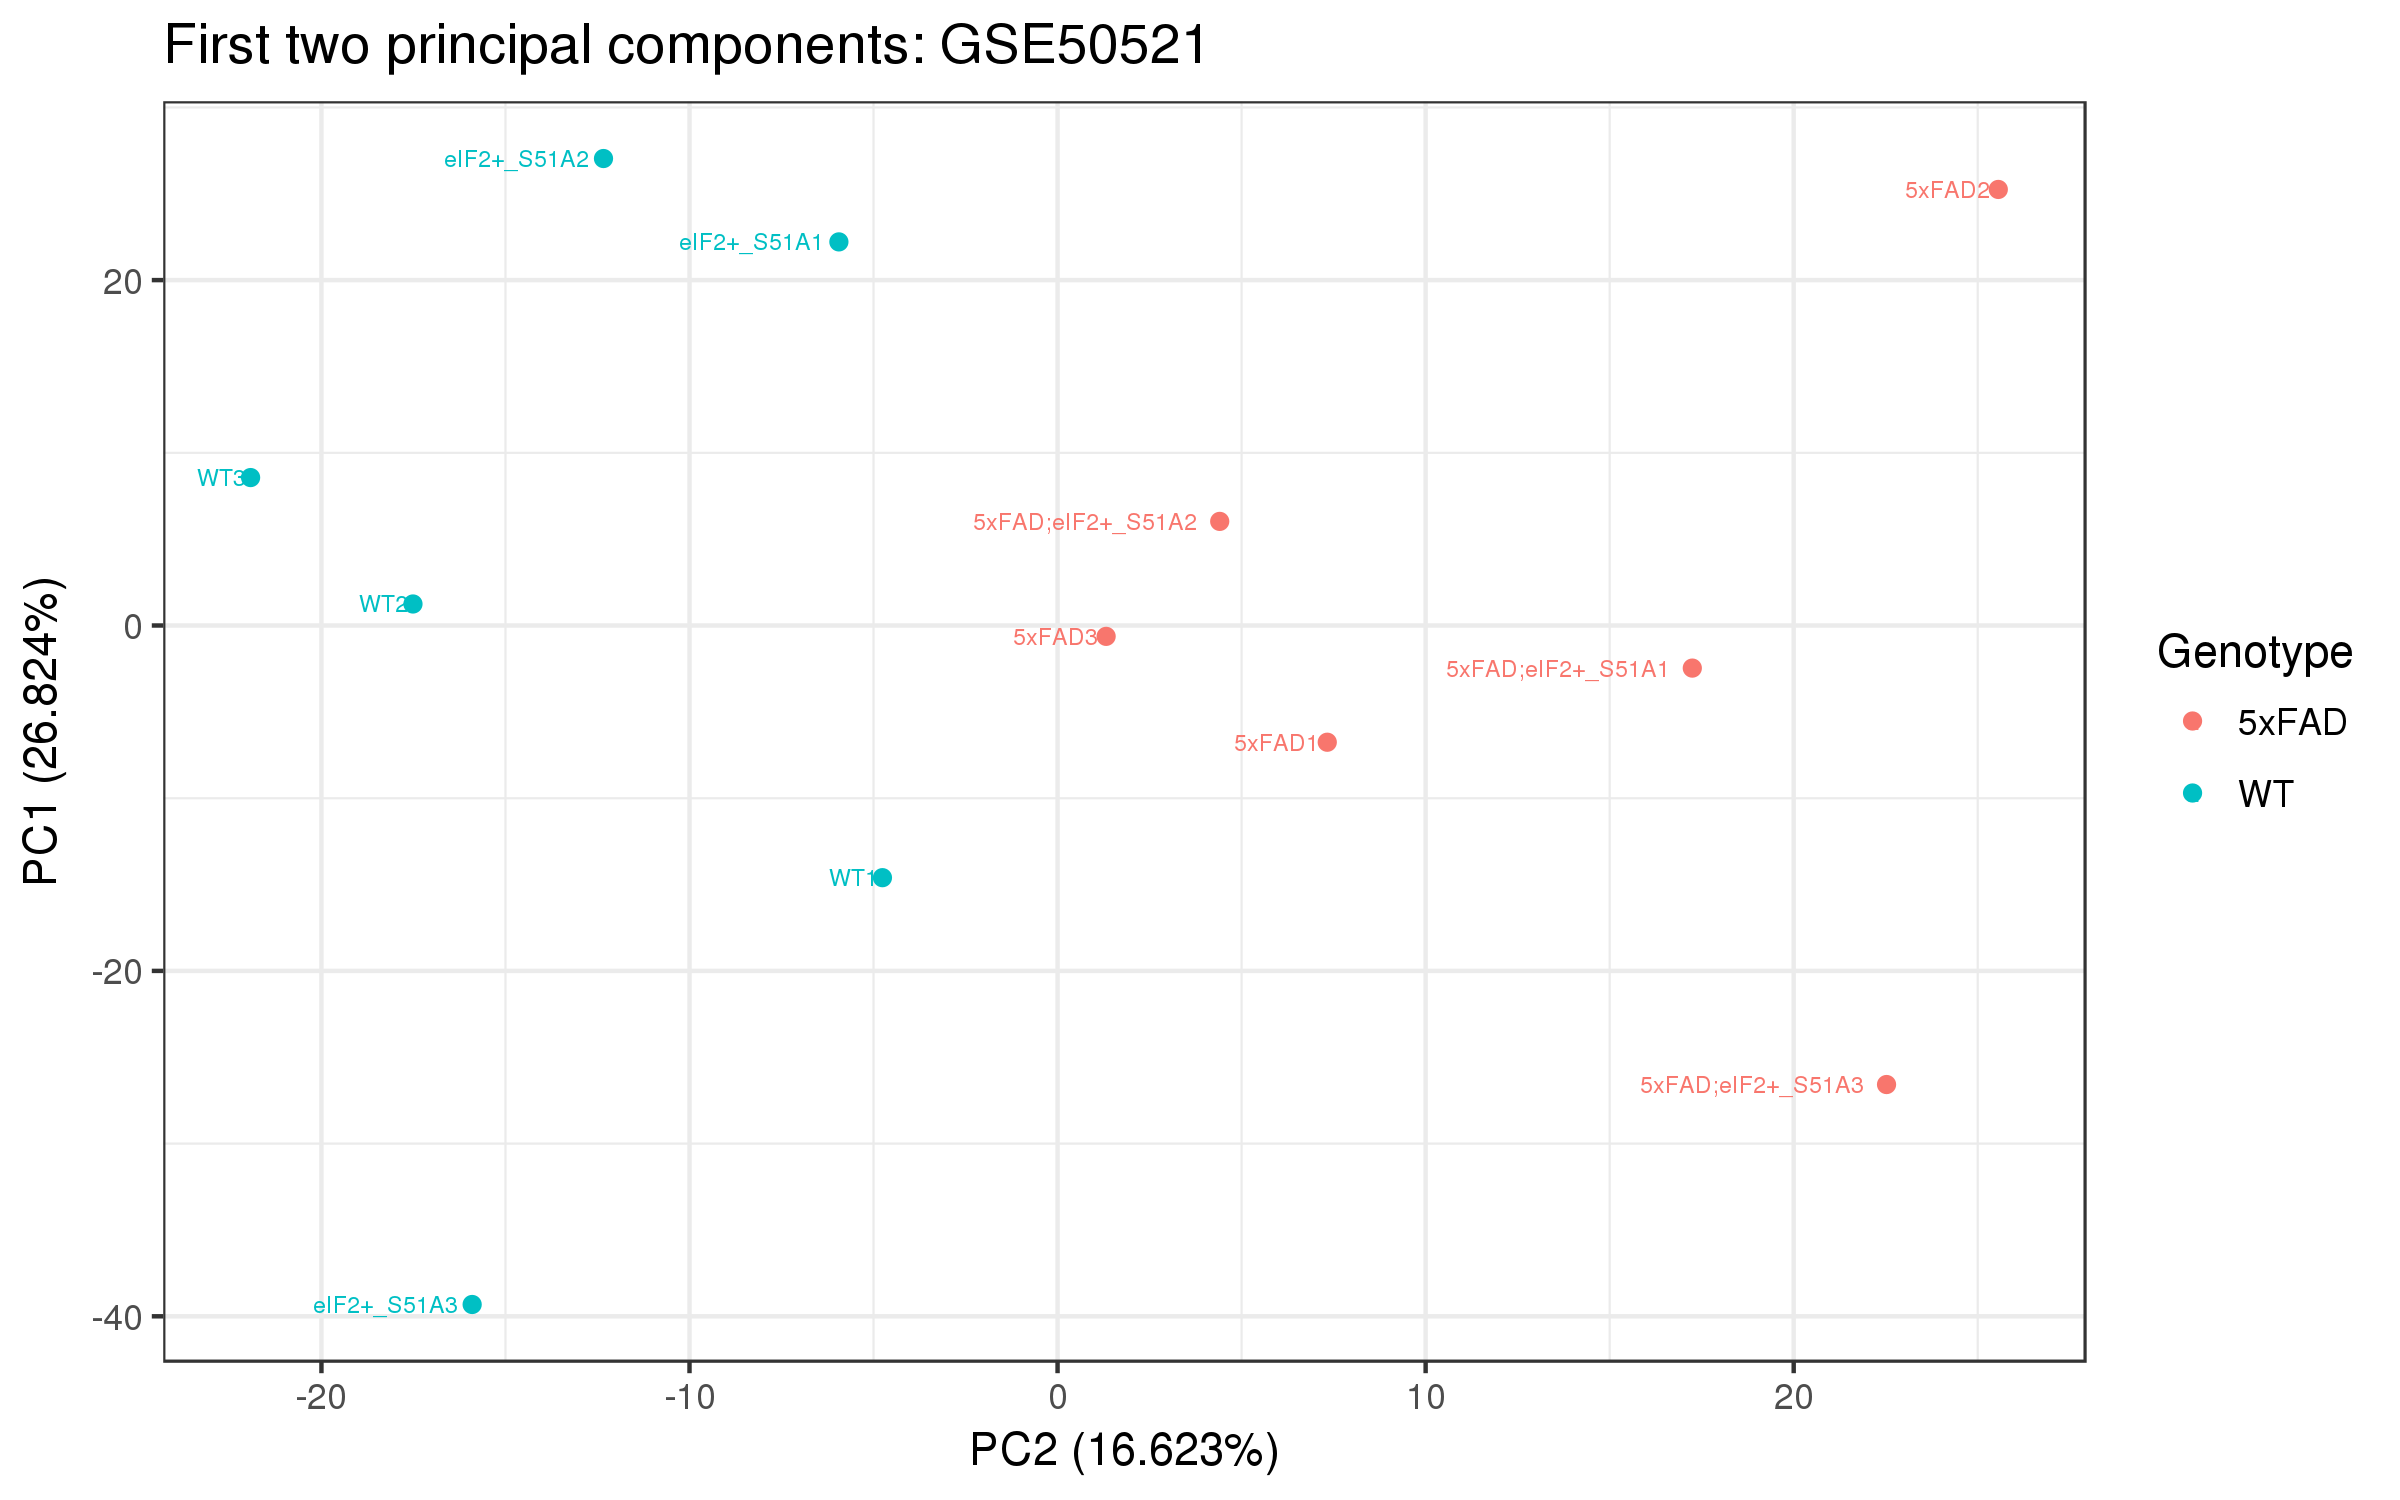 First two principal components: GSE50521
eIF2+_S51A2
5xFAD2
eIF2+_S51A1
20
WT3
5xFAD;eIF2+_S51A2
WT2
0
5xFAD3
5xFAD;eIF2+_S51A1
5xFAD1
WT1
-20
5xFAD;eIF2+_S51A3
eIF2+_S51A3
-40
PC1 (26.824%)
-20 -10 0 10 20
PC2 (16.623%)
Genotype
5xFAD
WT